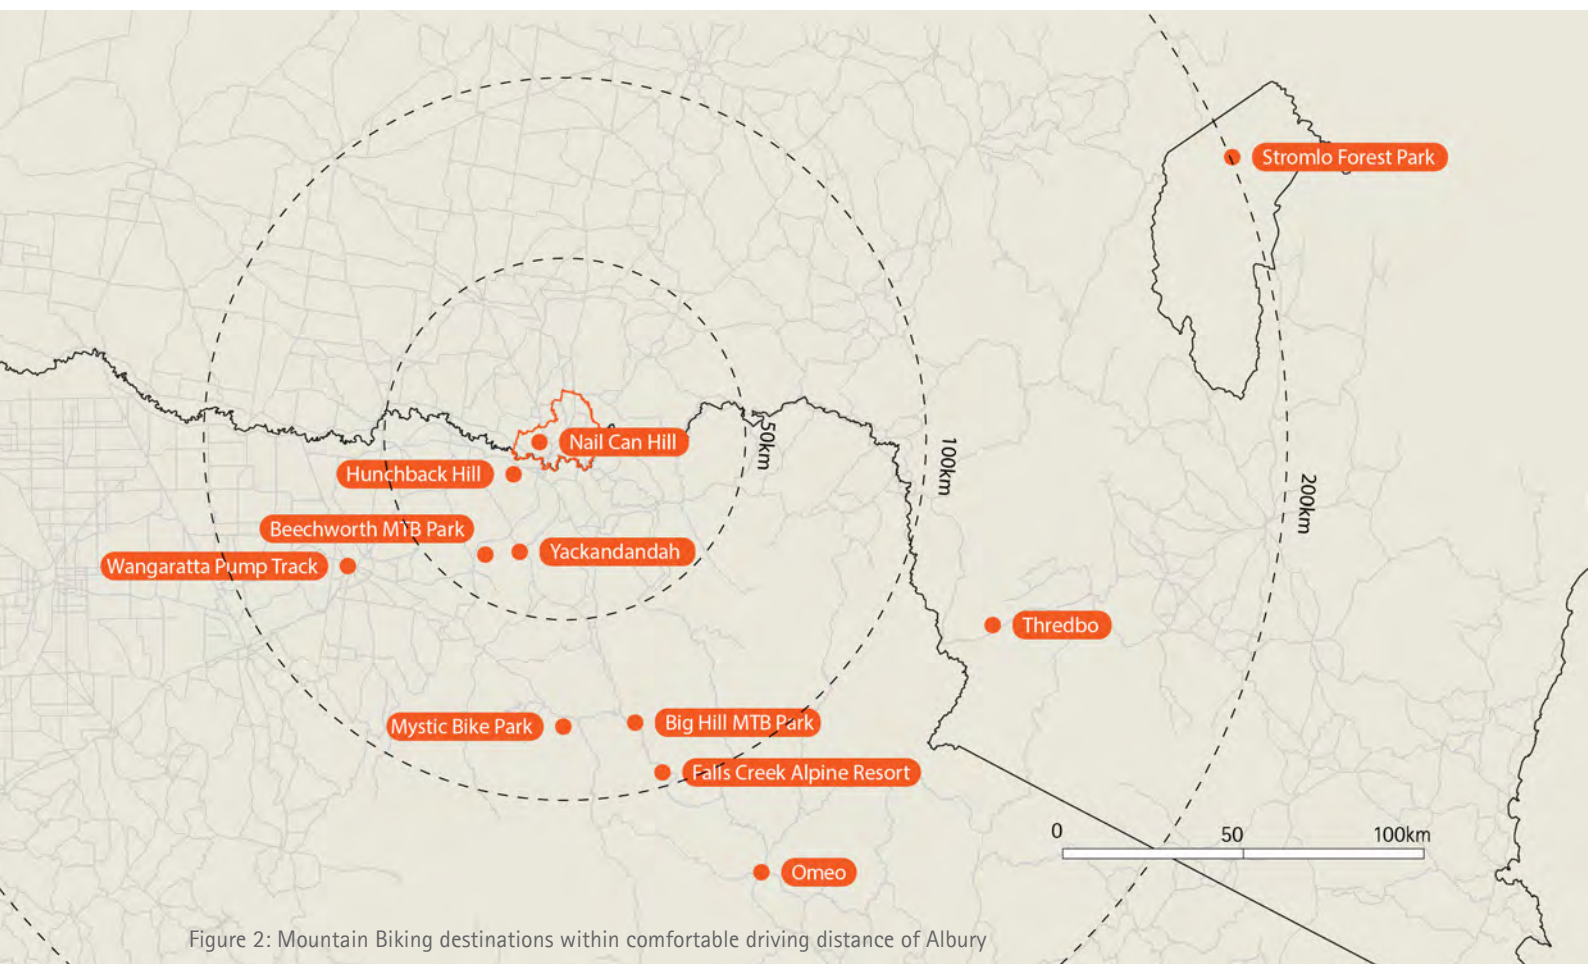 Stromlo Forest Park
Nail Can Hill
50km
100km
Hunchback Hill
200km
Beechworth MTB Park
Yackandandah
Wangaratta Pump Track
Thredbo
Mystic Bike Park
Big Hill MTB Park
Falls Creek Alpine Resort
0 50 100km
Omeo
Figure 2: Mountain Biking destinations within comfortable driving distance of Albury